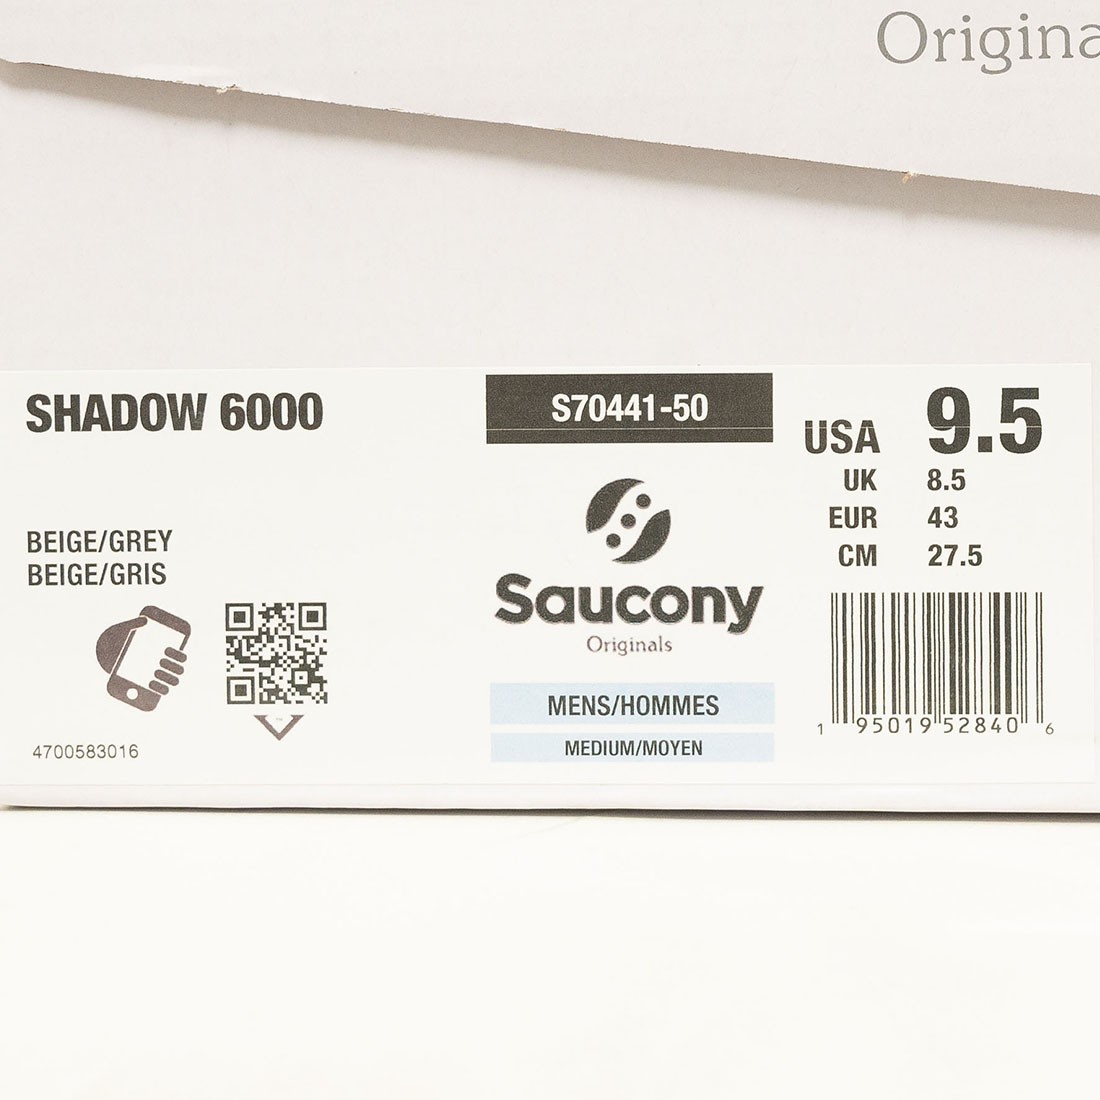 Origina
SHADOW 6000
BEIGE/GREY
BEIGE/GRIS
4700583016
S70441-50
Saucony
Originals
MENS/HOMMES
MEDIUM/MOYEN
USA 9.5
UK 8.5
EUR 43
CM 27.5
1 95019 52840 6